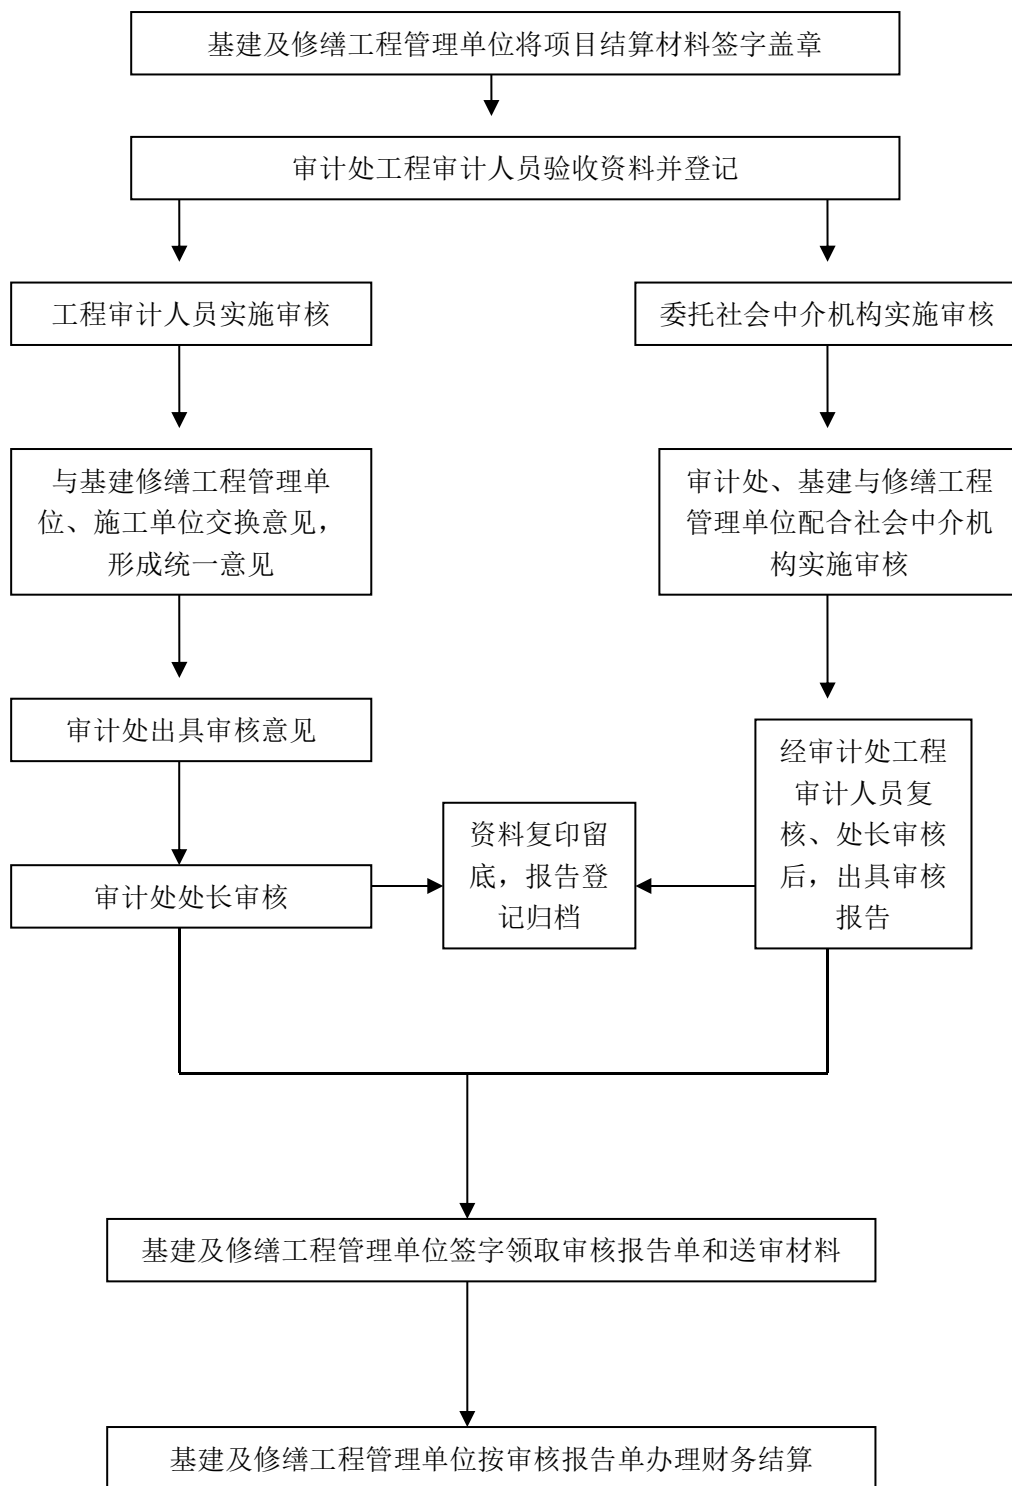 基建及修缮工程管理单位将项目结算材料签字盖章
审计处工程审计人员验收资料并登记
工程审计人员实施审核
委托社会中介机构实施审核
与基建修缮工程管理单
位、施工单位交换意见，
形成统一意见
审计处、基建与修缮工程
管理单位配合社会中介机
构实施审核
审计处出具审核意见
审计处处长审核
资料复印留
底，报告登
记归档
经审计处工程
审计人员复
核、处长审核
后，出具审核
报告
基建及修缮工程管理单位签字领取审核报告单和送审材料
基建及修缮工程管理单位按审核报告单办理财务结算